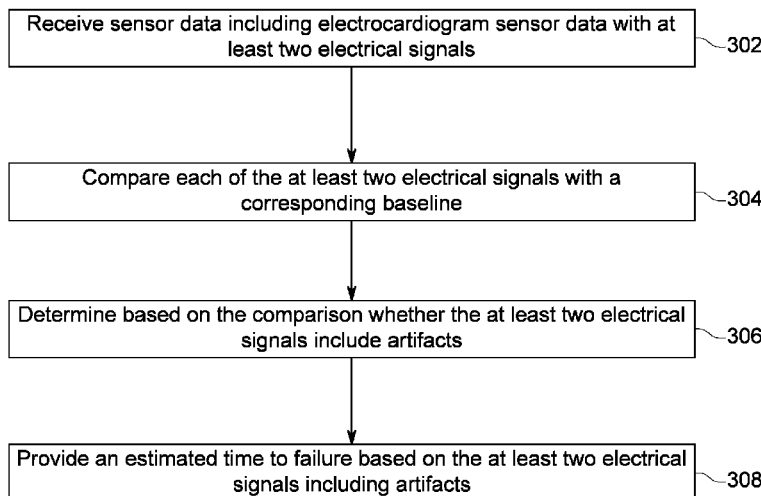 Receive sensor data including electrocardiogram sensor data with at
least two electrical signals
302
Compare each of the at least two electrical signals with a
corresponding baseline
304
Determine based on the comparison whether the at least two electrical
signals include artifacts
306
Provide an estimated time to failure based on the at least two electrical
signals including artifacts
308